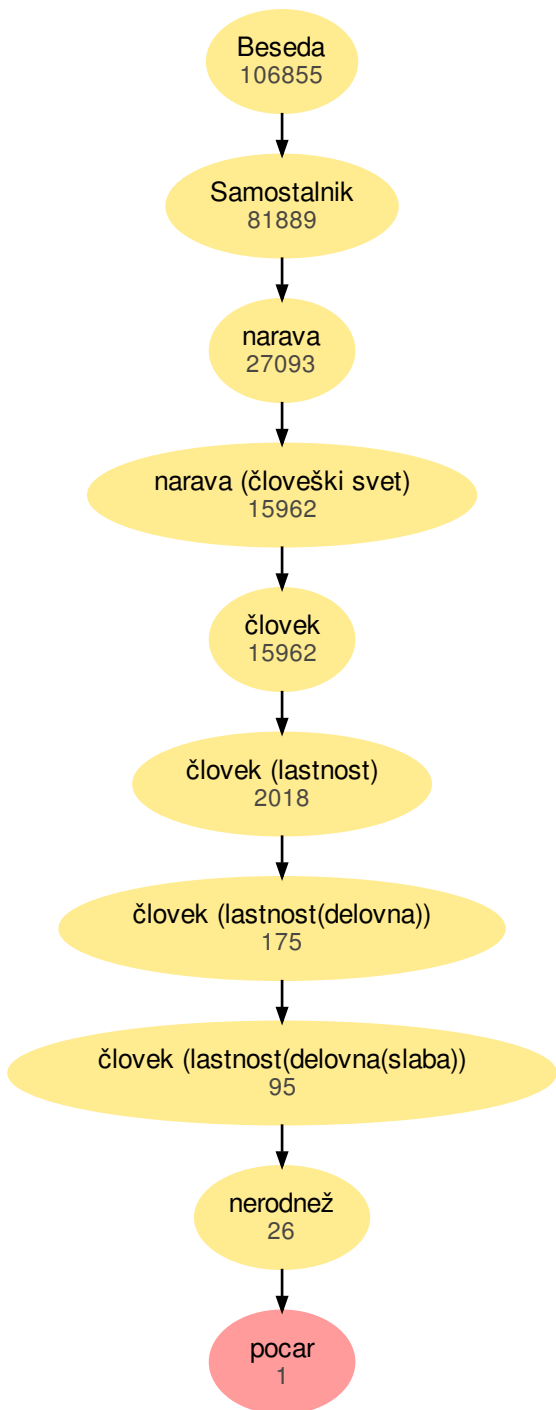 Beseda
106855
Samostalnik
81889
narava
27093
narava (človeški svet)
15962
človek
15962
človek (lastnost)
2018
človek (lastnost(delovna))
175
človek (lastnost(delovna(slaba))
95
nerodnež
26
pocar
1